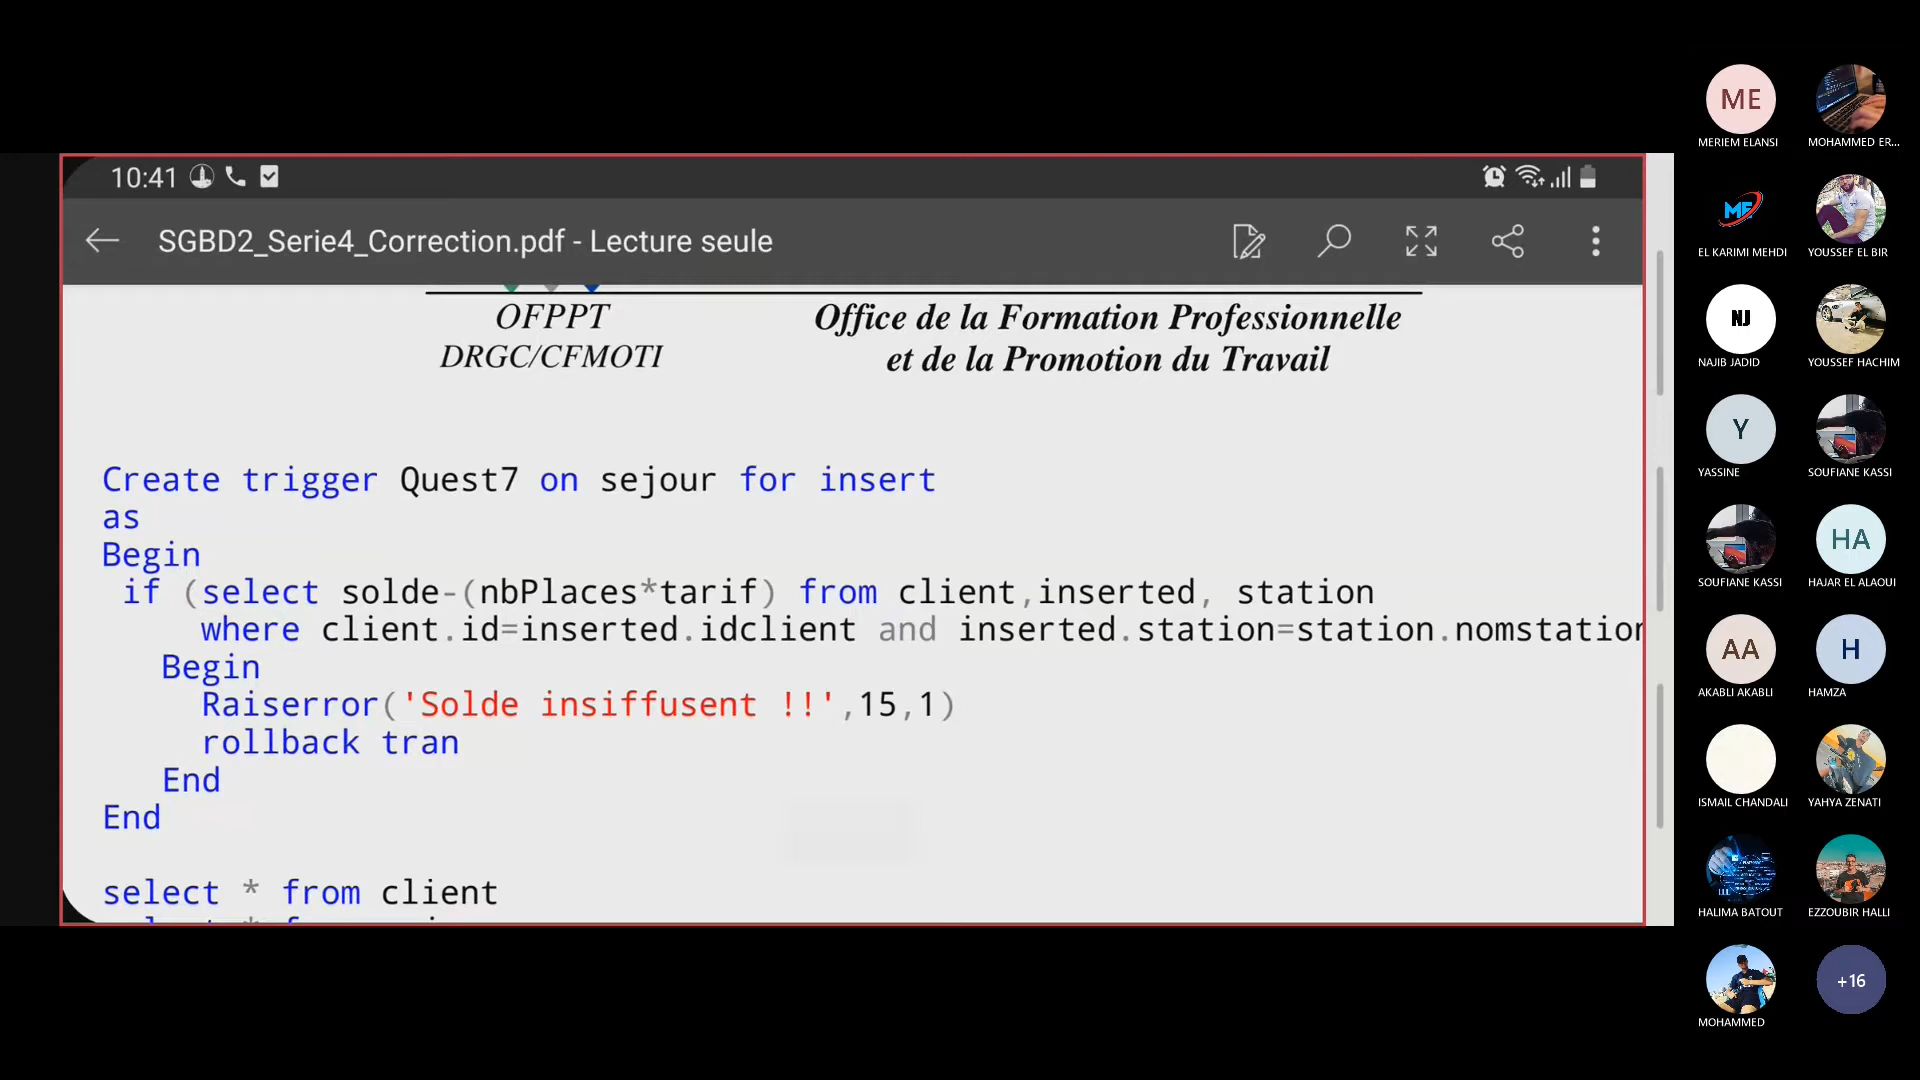 10:41
SGBD2_Serie4_Correction.pdf - Lecture seule
OFPPT
DRGC/CFMOTI
Office de la Formation Professionnelle
et de la Promotion du Travail
Create trigger Quest7 on sejour for insert
as
Begin
if (select solde-(nbPlaces*tarif) from client,inserted, station
where client.id=inserted.idclient and inserted.station=station.nomstation
Begin
Raiserror('Solde insiffusent !!',15,1)
rollback tran
End
End
select * from client
ME
MERIEM ELANSI
MOHAMMED ER...
EL KARIMI MEHDI
YOUSSEF EL BIR
NJ
NAJIB JADID
YOUSSEF HACHIM
Y
YASSINE
SOUFIANE KASSI
SOUFIANE KASSI
HA
HAJAR EL ALAOUI
AA
AKABLI AKABLI
H
HAMZA
ISMAIL CHANDALI
YAHYA ZENATI
HALIMA BATOUT
EZZOUBIR HALLI
MOHAMMED
+16